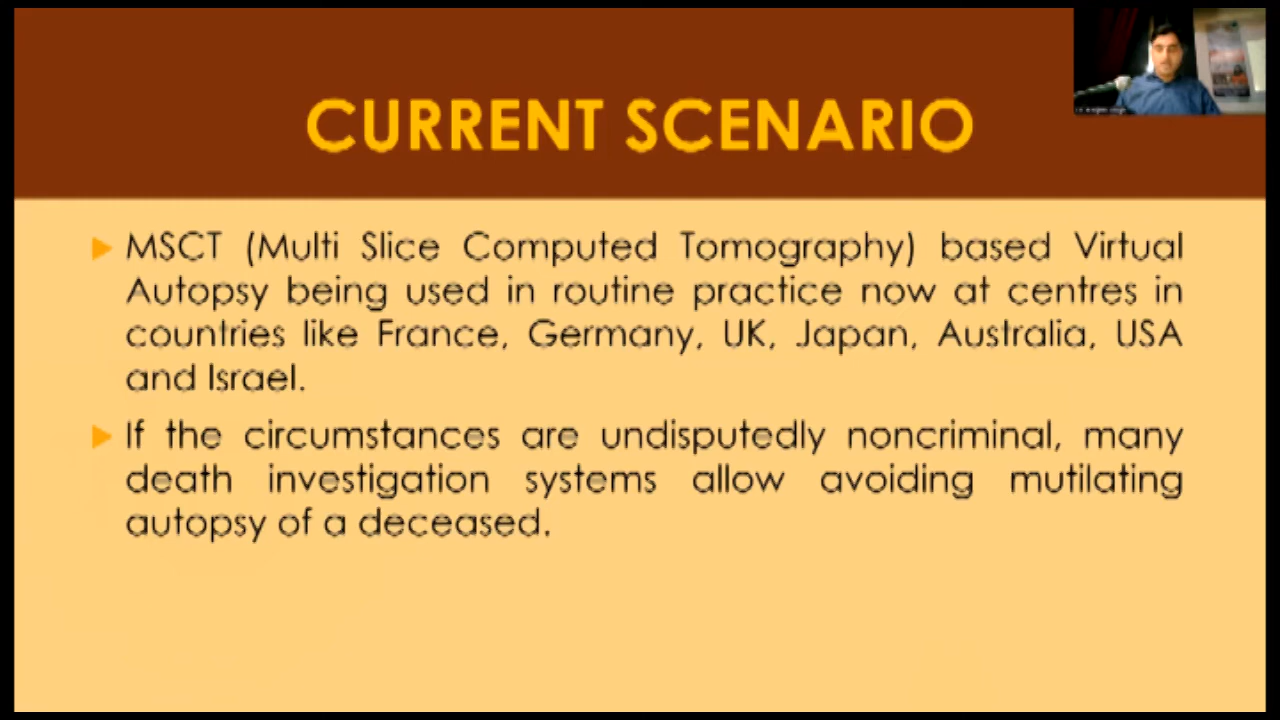 CURRENT SCENARIO
MSCT (Multi Slice Computed Tomography) based Virtual
Autopsy being used in routine practice now at centres in
countries like France, Germany, UK, Japan, Australia, USA
and Israel.
If the circumstances are undisputedly noncriminal, many
death investigation systems allow avoiding mutilating
autopsy of a deceased.